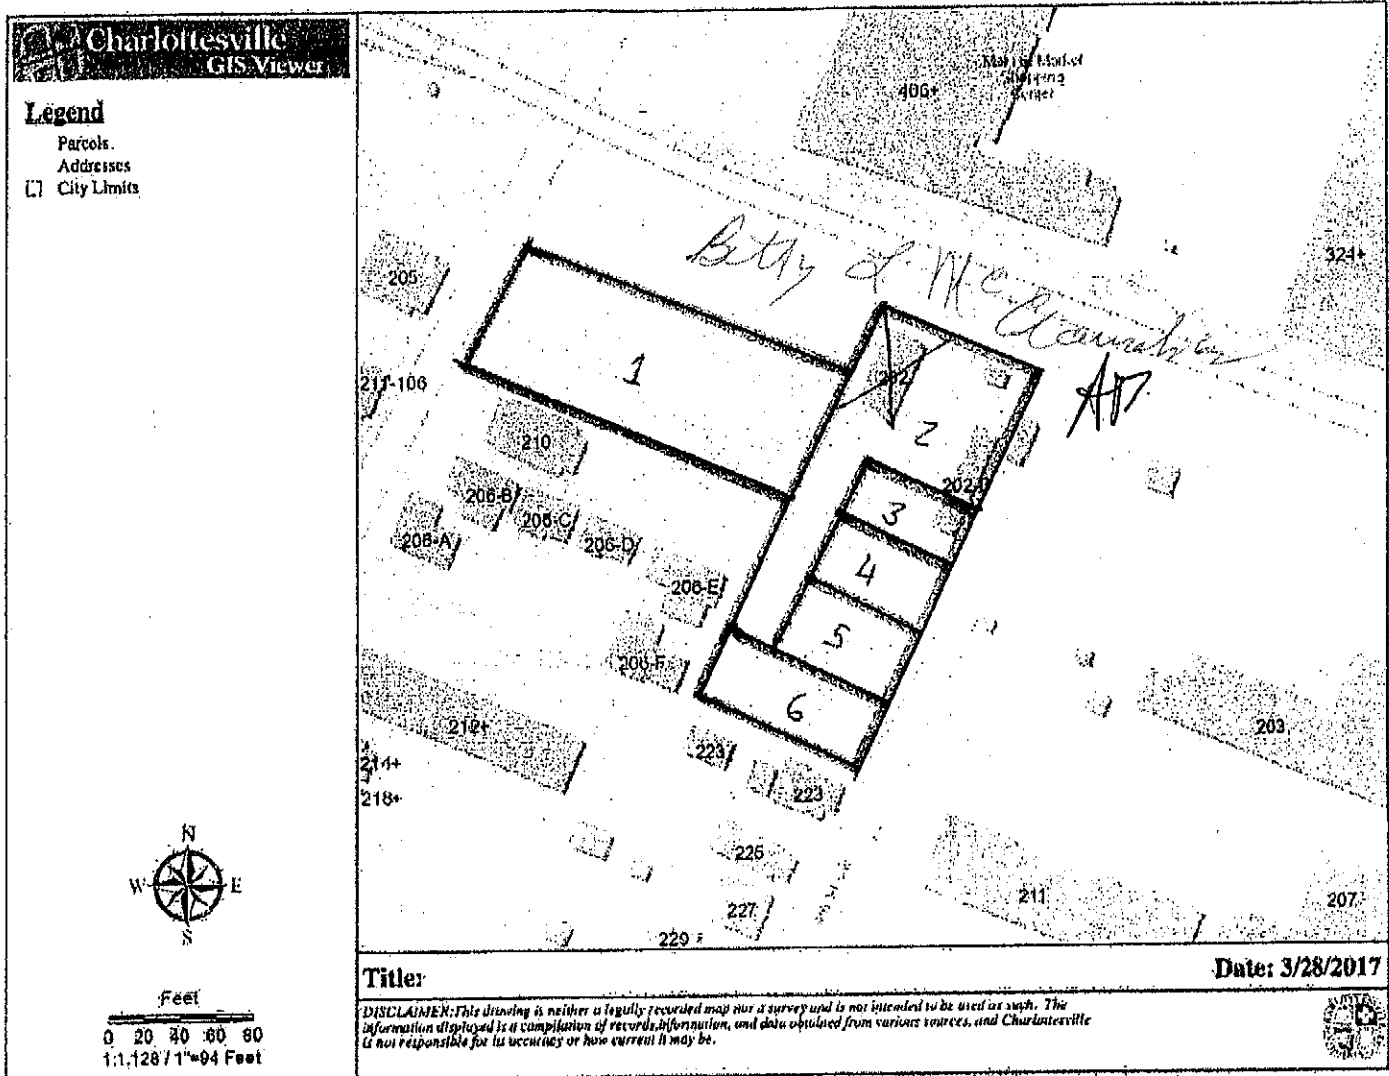 Charlottesville
GIS Viewer
Legend
Parcels
Addresses
City Limits
N
W E
S
Feet
0 20 40 60 80
1:1,128 / 1"=94 Feet
406+
Market
Shopping
324+
205
Betty L Mc
AD
1
211-106
2
210
202-
3
206-B
206-C
206-A
206-D
4
206-E
5
206-F
6
212+
223
203
214+
218+
223
225
211
207
227
229
Title:
Date: 3/28/2017
DISCLAIMER: This drawing is neither a legally recorded map nor a survey and is not intended to be used as such. The
information displayed is a compilation of records, information, and data obtained from various sources, and Charlottesville
is not responsible for its accuracy or how current it may be.